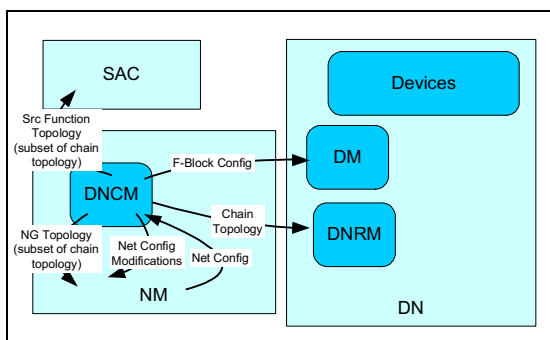 SAC
Devices
Src Function
Topology
(subset of chain
topology)
F-Block Config
DM
DNCM
Chain
Topology
DNRM
NG Topology
(subset of chain
topology)
Net Config
Modifications
Net Config
NM
DN